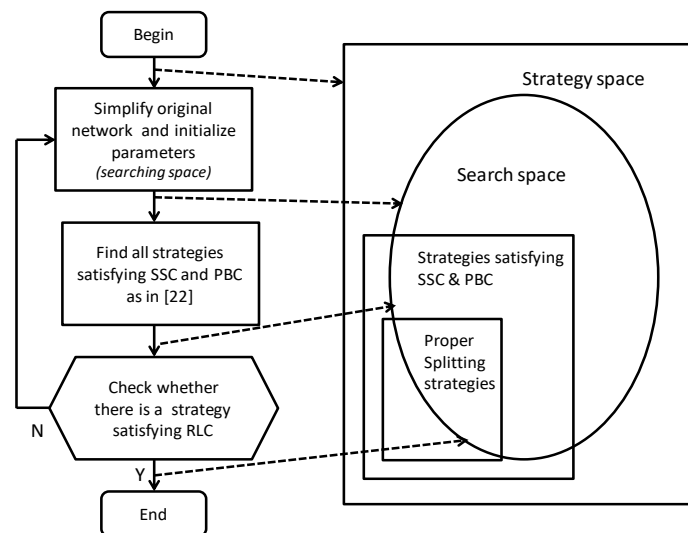 Begin
Simplify original
network and initialize
parameters
(searching space)
Find all strategies
satisfying SSC and PBC
as in [22]
Check whether
there is a strategy
satisfying RLC
N
Y
End
Strategy space
Search space
Strategies satisfying
SSC & PBC
Proper
Splitting
strategies